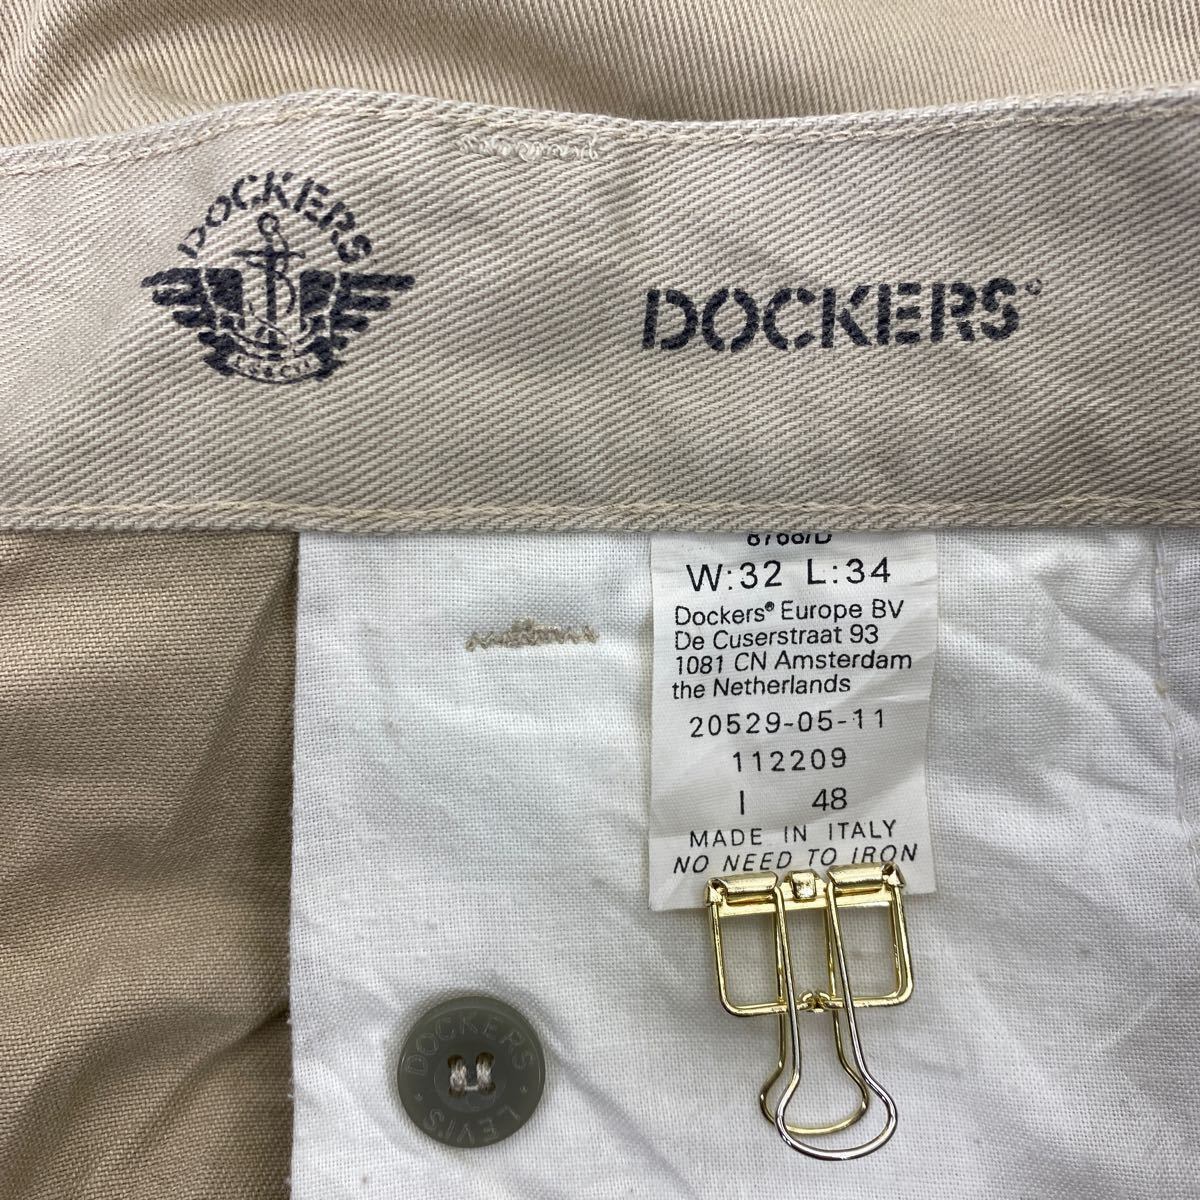 DOCKERS
DOCKERS®
W:32 L:34
Dockers® Europe BV
De Cuserstraat 93
1081 CN Amsterdam
the Netherlands
20529-05-11
112209
I 48
MADE IN ITALY
NO NEED TO IRON
DOCKERS
LEVI'S